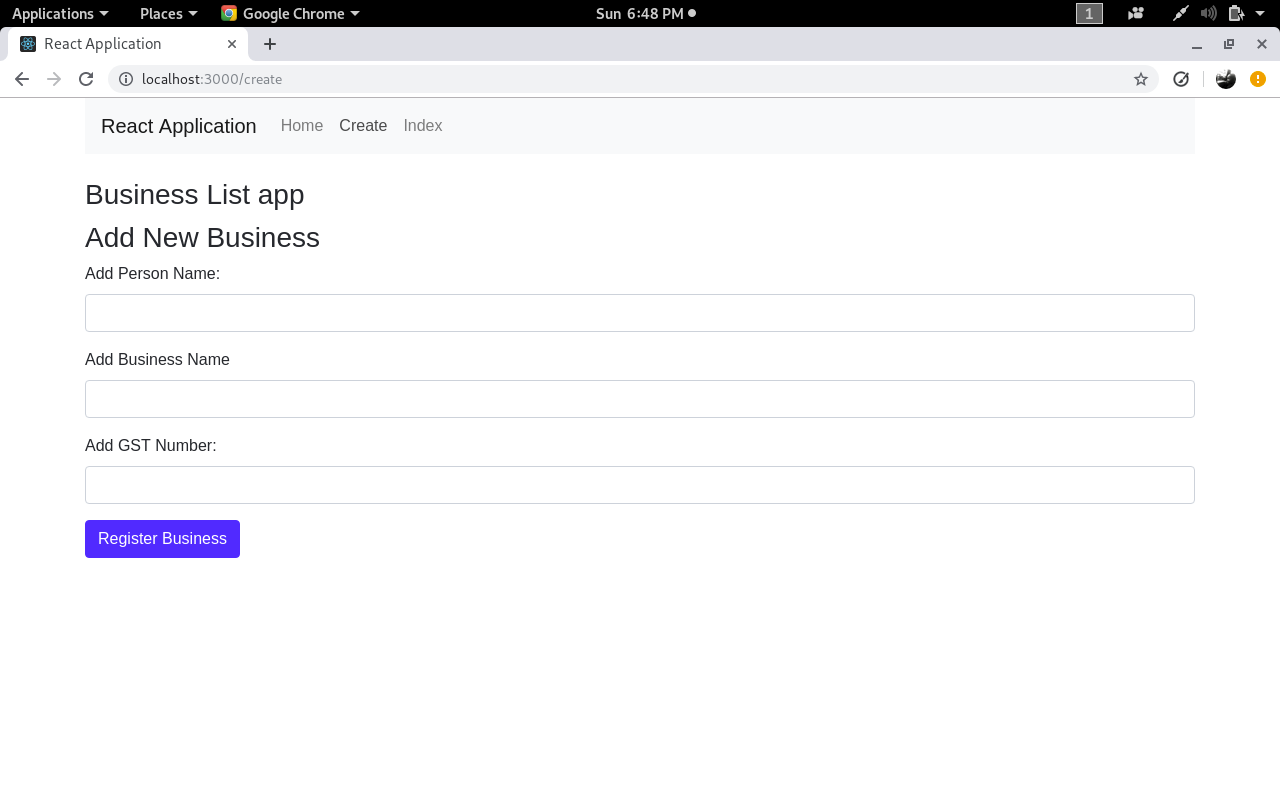 Applications Places Google Chrome Sun 6:48 PM 1
React Application
localhost:3000/create
React Application Home Create Index
Business List app
Add New Business
Add Person Name:
Add Business Name
Add GST Number:
Register Business